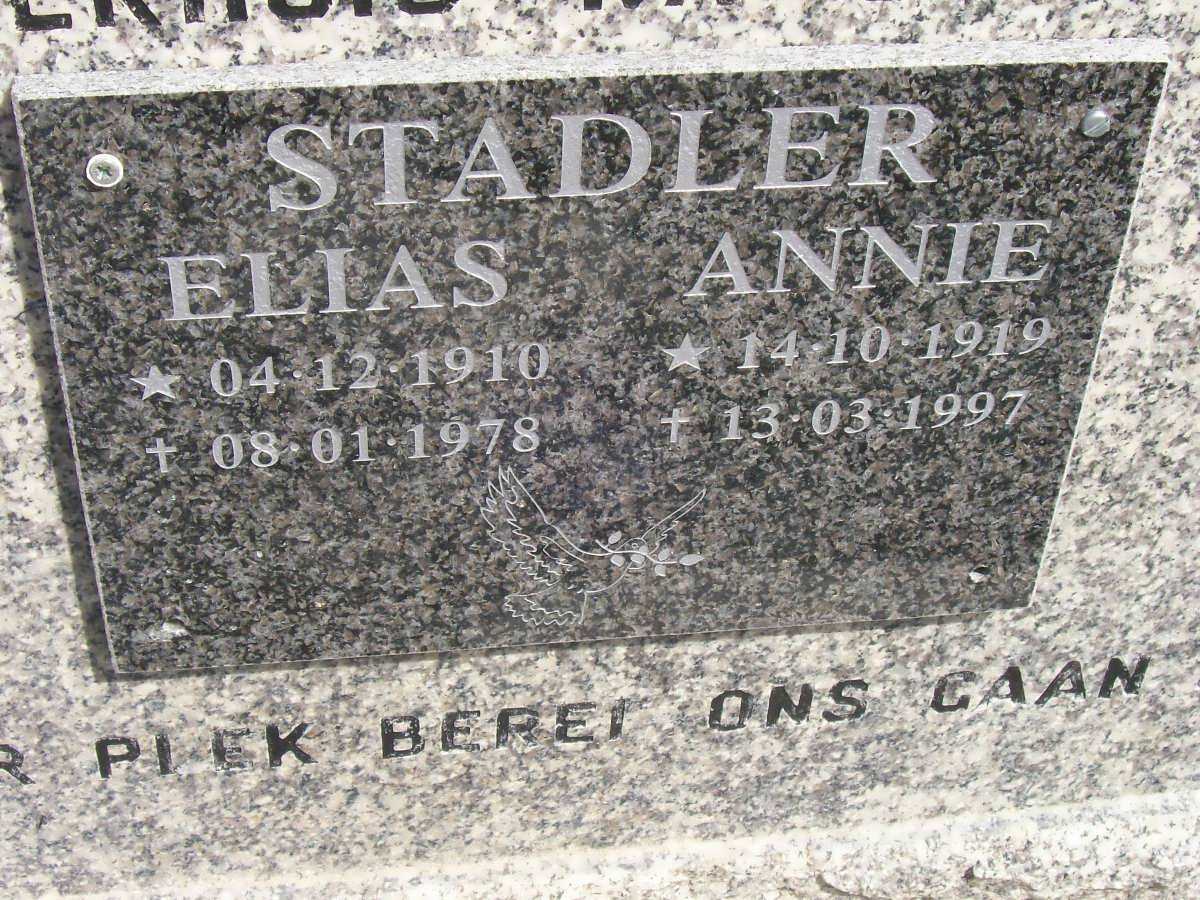 STADLER
ELIAS ANNIE
★ 04·12·1910 ★ 14·10·1919
✝ 08·01·1978 ✝ 13·03·1997
PLEK BEREI ONS GAAN